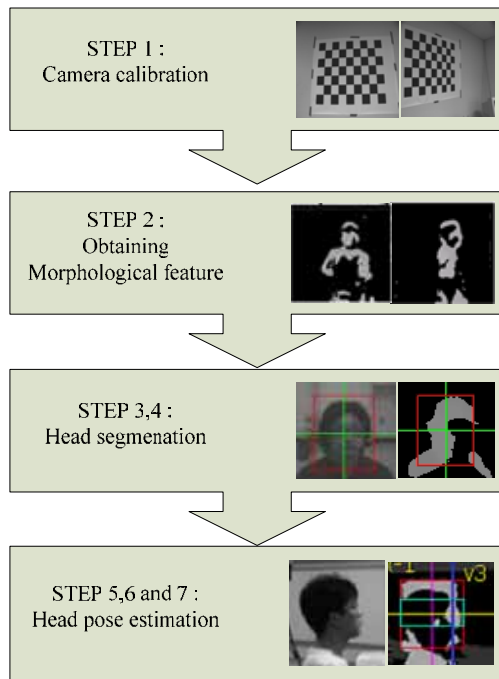 STEP 1 :
Camera calibration
STEP 2 :
Obtaining
Morphological feature
STEP 3,4 :
Head segmenation
STEP 5,6 and 7 :
Head pose estimation
(-1
v3